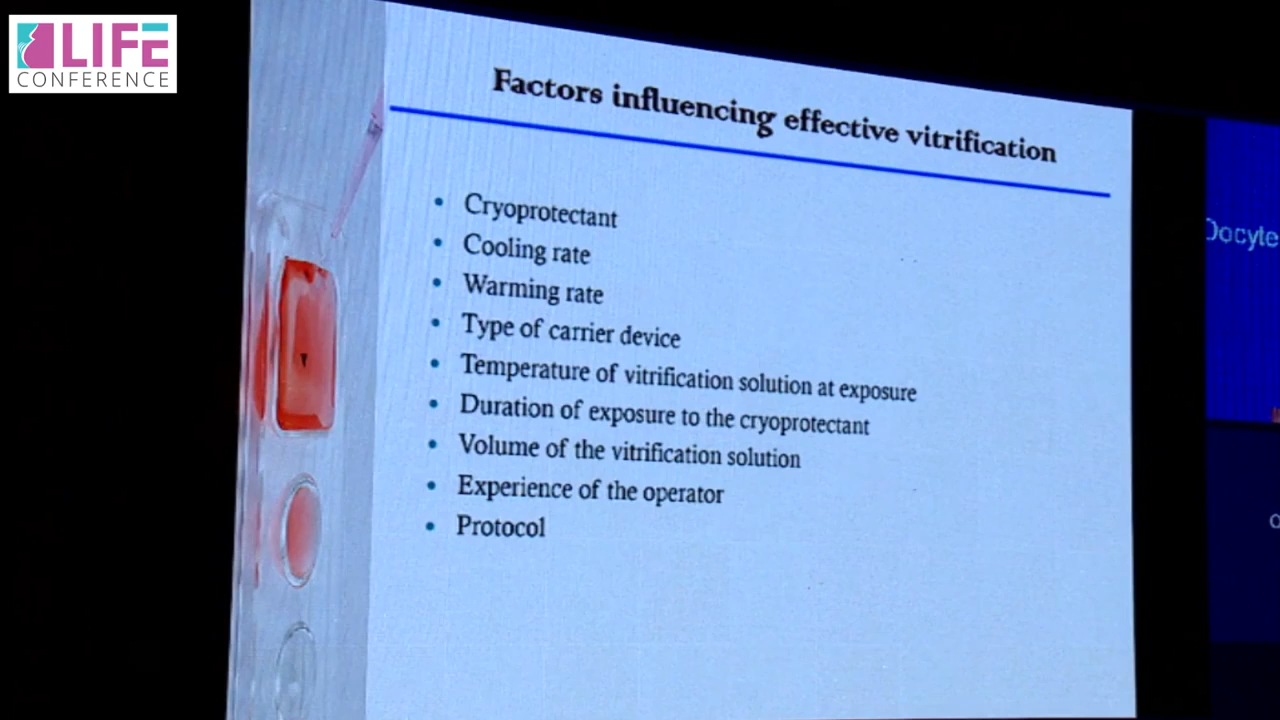 LIFE
CONFERENCE
Factors influencing effective vitrification
• Cryoprotectant
• Cooling rate
• Warming rate
• Type of carrier device
• Temperature of vitrification solution at exposure
• Duration of exposure to the cryoprotectant
• Volume of the vitrification solution
• Experience of the operator
• Protocol
Oocyte